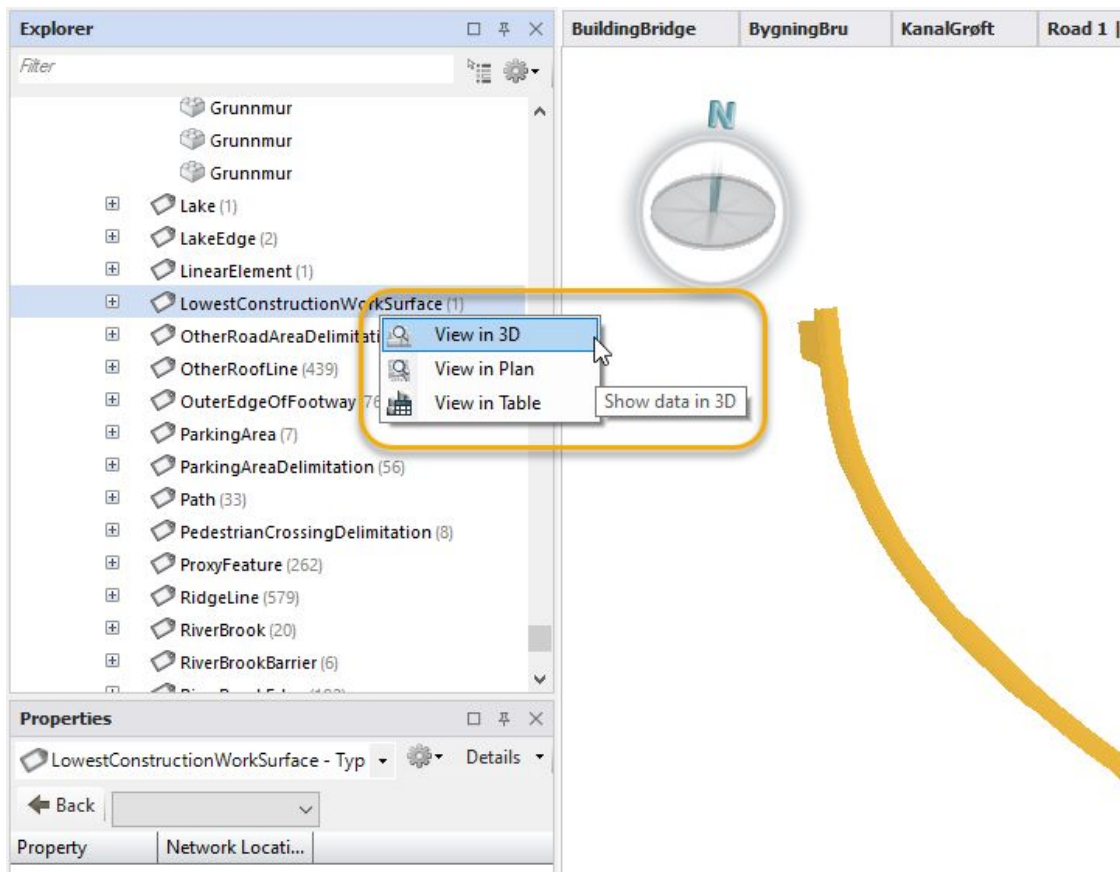 Explorer
BuildingBridge
BygningBru
KanalGrøft
Road 1 |
Filter
Grunnmur
Grunnmur
Grunnmur
Lake (1)
LakeEdge (2)
LinearElement (1)
LowestConstructionWorkSurface (1)
OtherRoadAreaDelimitati
OtherRoofLine (439)
OuterEdgeOfFootway
ParkingArea (7)
ParkingAreaDelimitation (56)
Path (33)
PedestrianCrossingDelimitation (8)
ProxyFeature (262)
RidgeLine (579)
RiverBrook (20)
RiverBrookBarrier (6)
View in 3D
View in Plan
View in Table
Show data in 3D
N
Properties
LowestConstructionWorkSurface - Typ
Details
Back
Property
Network Locati...